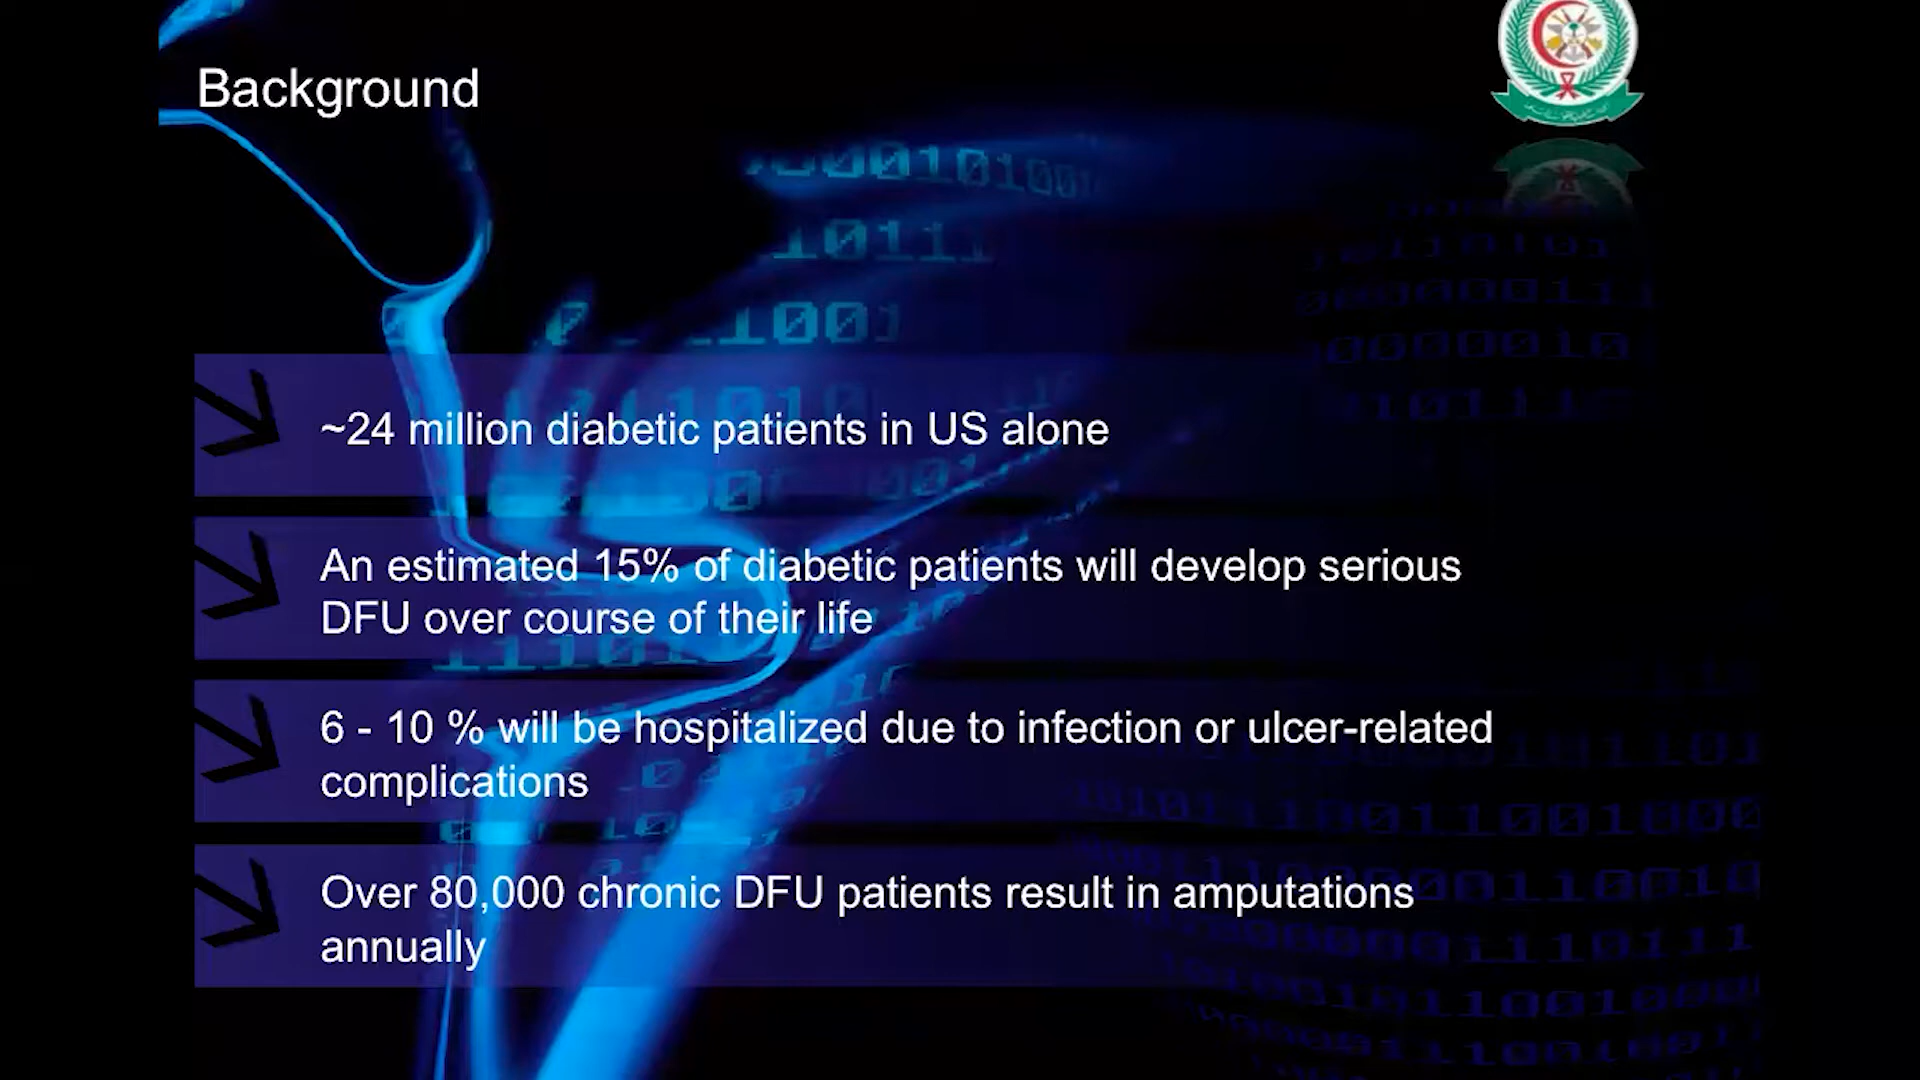 Background
~24 million diabetic patients in US alone
An estimated 15% of diabetic patients will develop serious
DFU over course of their life
6 - 10 % will be hospitalized due to infection or ulcer-related
complications
Over 80,000 chronic DFU patients result in amputations
annually